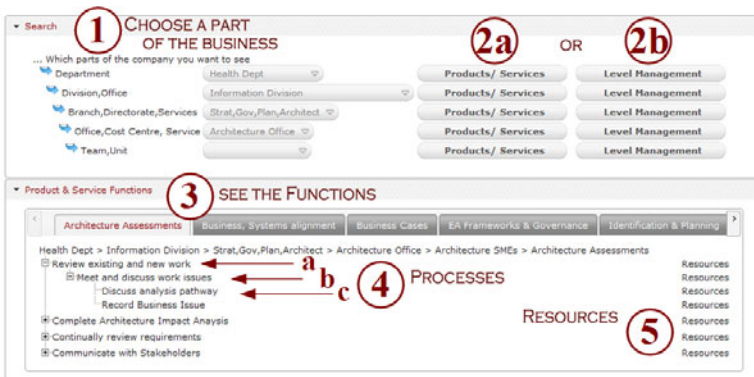 Search
1 CHOOSE A PART
OF THE BUSINESS
2a OR 2b
... Which parts of the company you want to see
Department Health Dept Products/ Services Level Management
Division,Office Information Division Products/ Services Level Management
Branch,Directorate,Services Strat,Gov,Plan,Architect Products/ Services Level Management
Office,Cost Centre, Service Architecture Office Products/ Services Level Management
Team,Unit Products/ Services Level Management
Product & Service Functions
3 SEE THE FUNCTIONS
Architecture Assessments Business, Systems alignment Business Cases EA Frameworks & Governance Identification & Planning
Health Dept > Information Division > Strat,Gov,Plan,Architect > Architecture Office > Architecture SMEs > Architecture Assessments
Review existing and new work a Resources
Meet and discuss work issues b 4 PROCESSES Resources
Discuss analysis pathway c Resources
Record Business Issue Resources
Complete Architecture Impact Anaysis RESOURCES 5 Resources
Continually review requirements Resources
Communicate with Stakeholders Resources